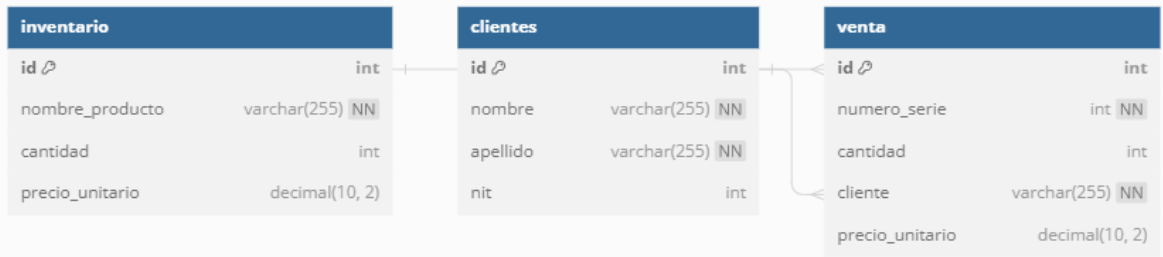 inventario
id int
nombre_producto varchar(255) NN
cantidad int
precio_unitario decimal(10, 2)
clientes
id int
nombre varchar(255) NN
apellido varchar(255) NN
nit int
venta
id int
numero_serie int NN
cantidad int
cliente varchar(255) NN
precio_unitario decimal(10, 2)